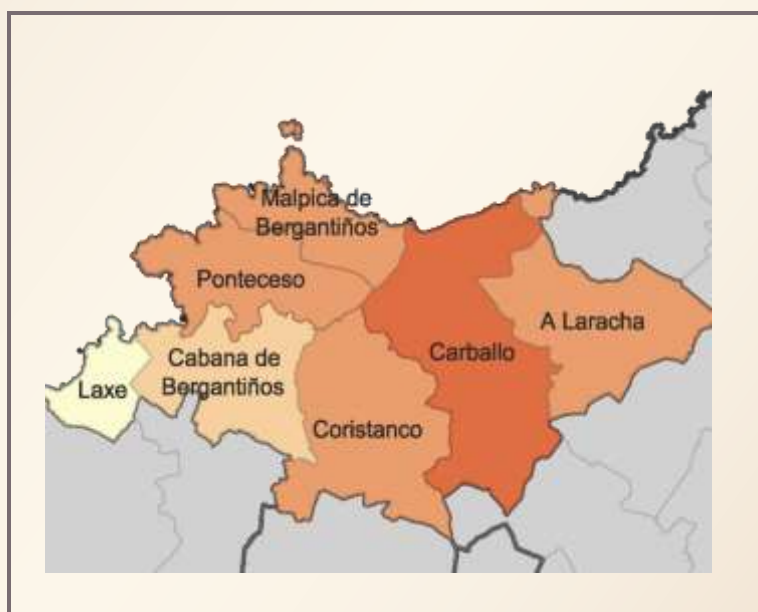 Malpica de
Bergantiños
Ponteceso
A Laracha
Cabana de
Bergantiños
Carballo
Laxe
Coristanco